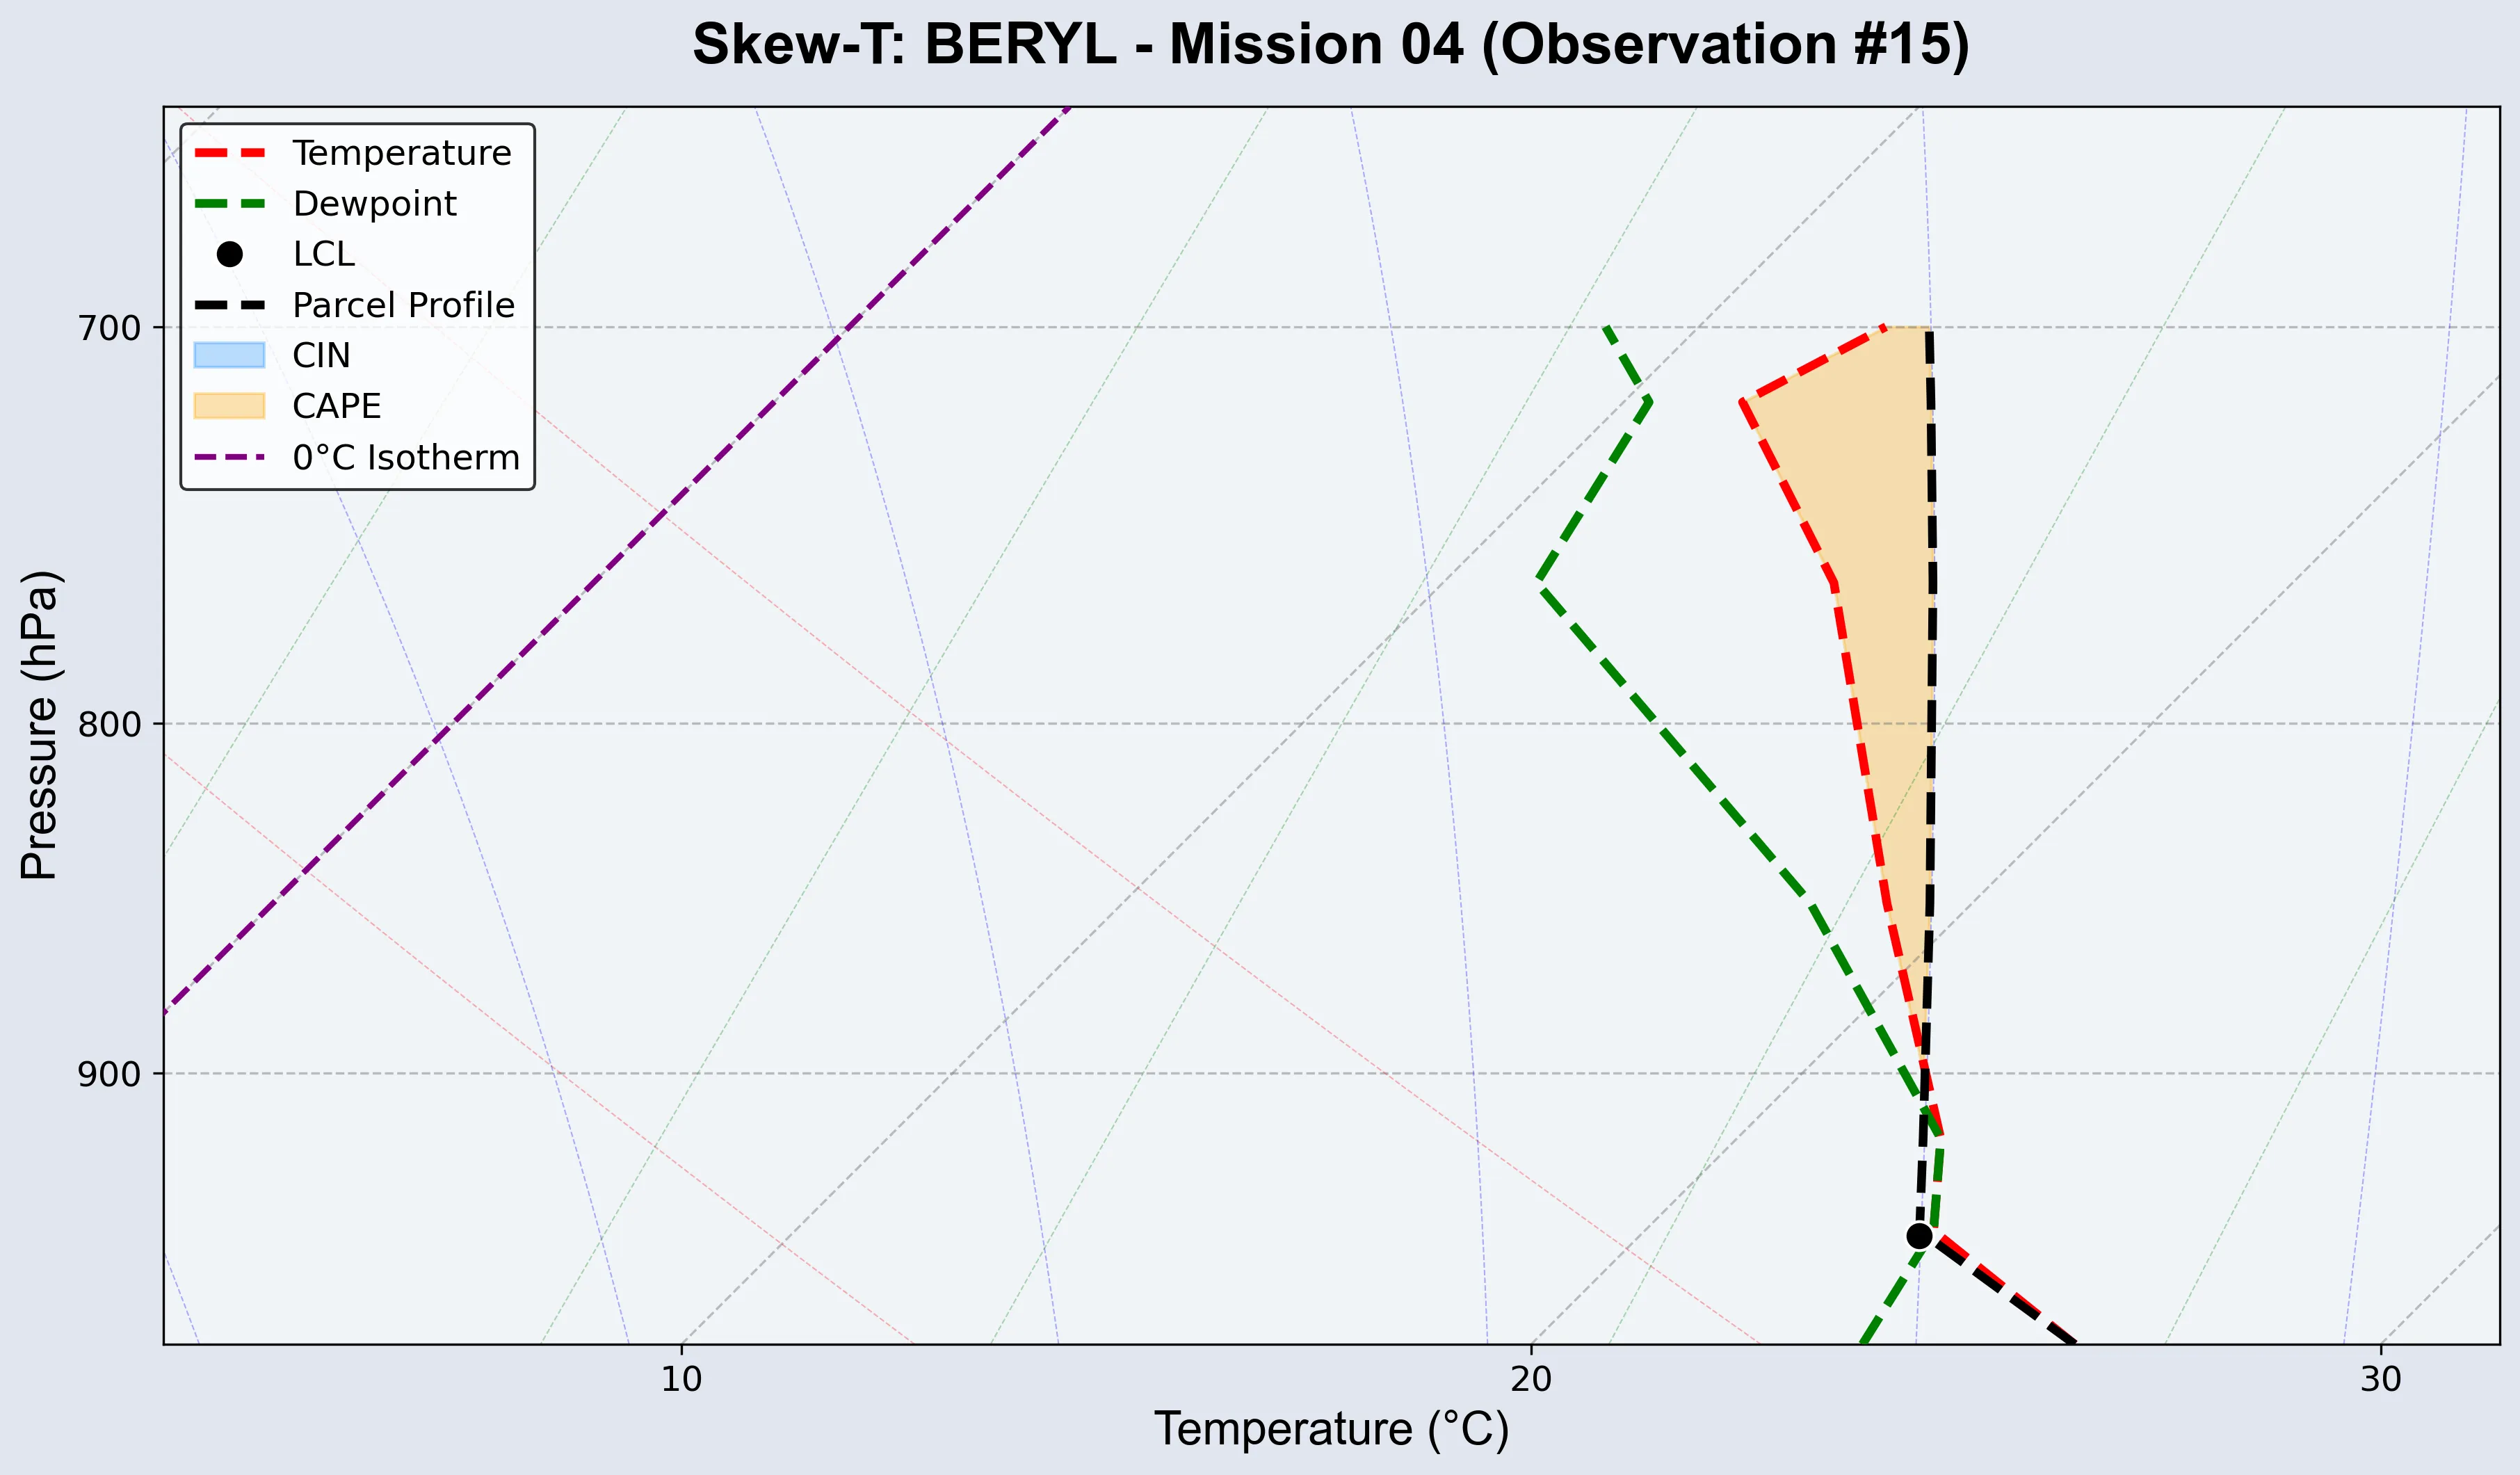 Skew-T: BERYL - Mission 04 (Observation #15)
Temperature
Dewpoint
LCL
Parcel Profile
CIN
CAPE
0°C Isotherm
700
800
900
Pressure (hPa)
10
20
30
Temperature (°C)